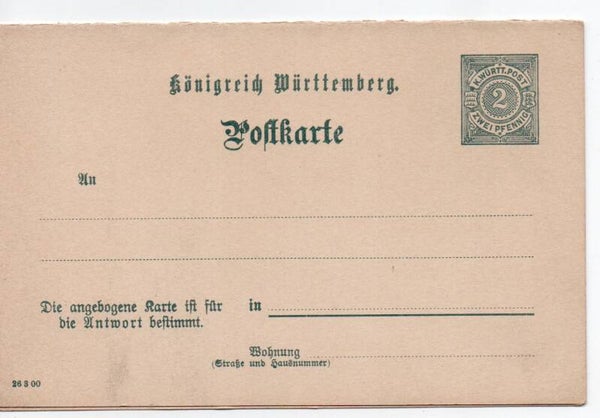 Königreich Württemberg.
K. WÜRTT. POST
2
ZWEI PFENNIG
Postkarte
An
Die angebogene Karte ist für
die Antwort bestimmt.
in
Wohnung
(Straße und Hausnummer)
26 3 00